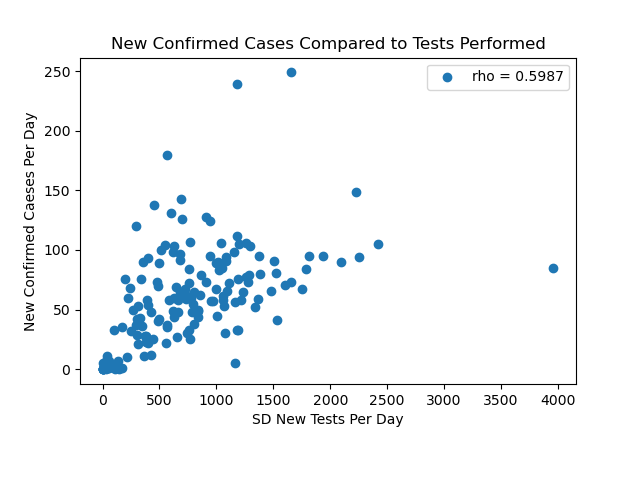 New Confirmed Cases Compared to Tests Performed
rho = 0.5987
New Confirmed Caeses Per Day
250
200
150
100
50
0
0 500 1000 1500 2000 2500 3000 3500 4000
SD New Tests Per Day